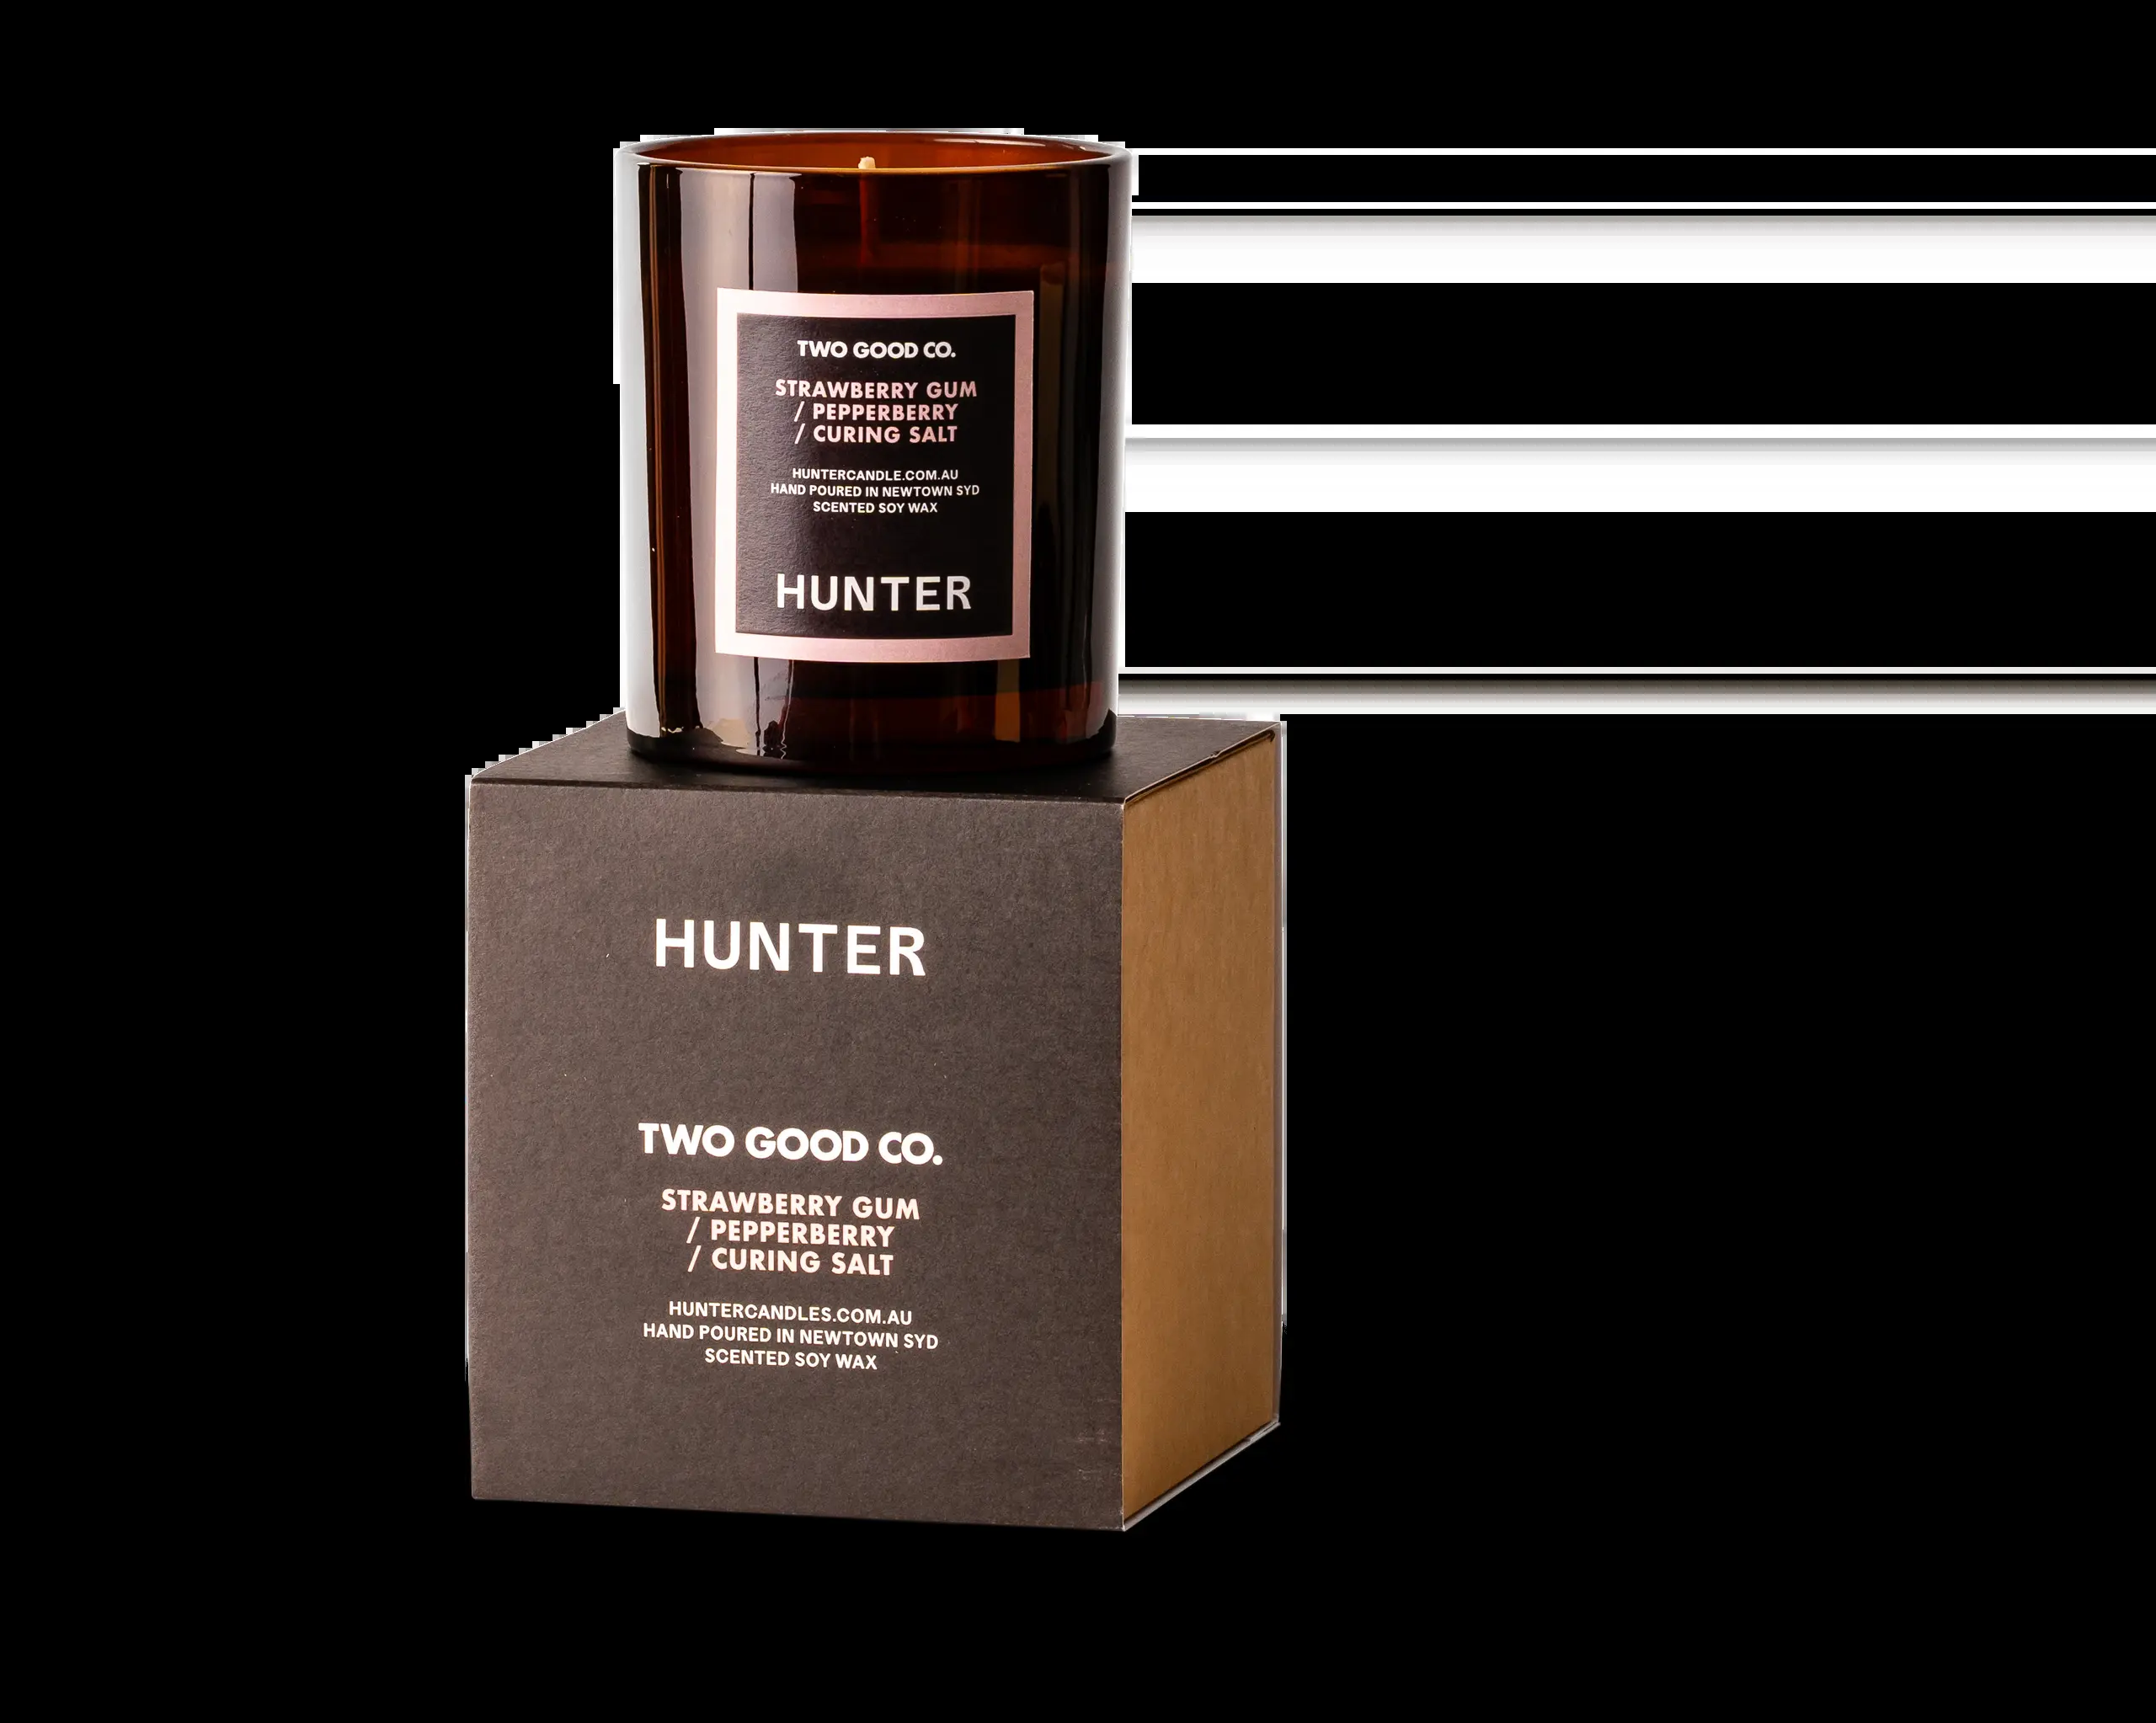 TWO GOOD CO.
STRAWBERRY GUM
/ PEPPERBERRY
/ CURING SALT
HUNTERCANDLE.COM.AU
HAND POURED IN NEWTOWN SYD
SCENTED SOY WAX
HUNTER
HUNTER
TWO GOOD CO.
STRAWBERRY GUM
/ PEPPERBERRY
/ CURING SALT
HUNTERCANDLES.COM.AU
HAND POURED IN NEWTOWN SYD
SCENTED SOY WAX